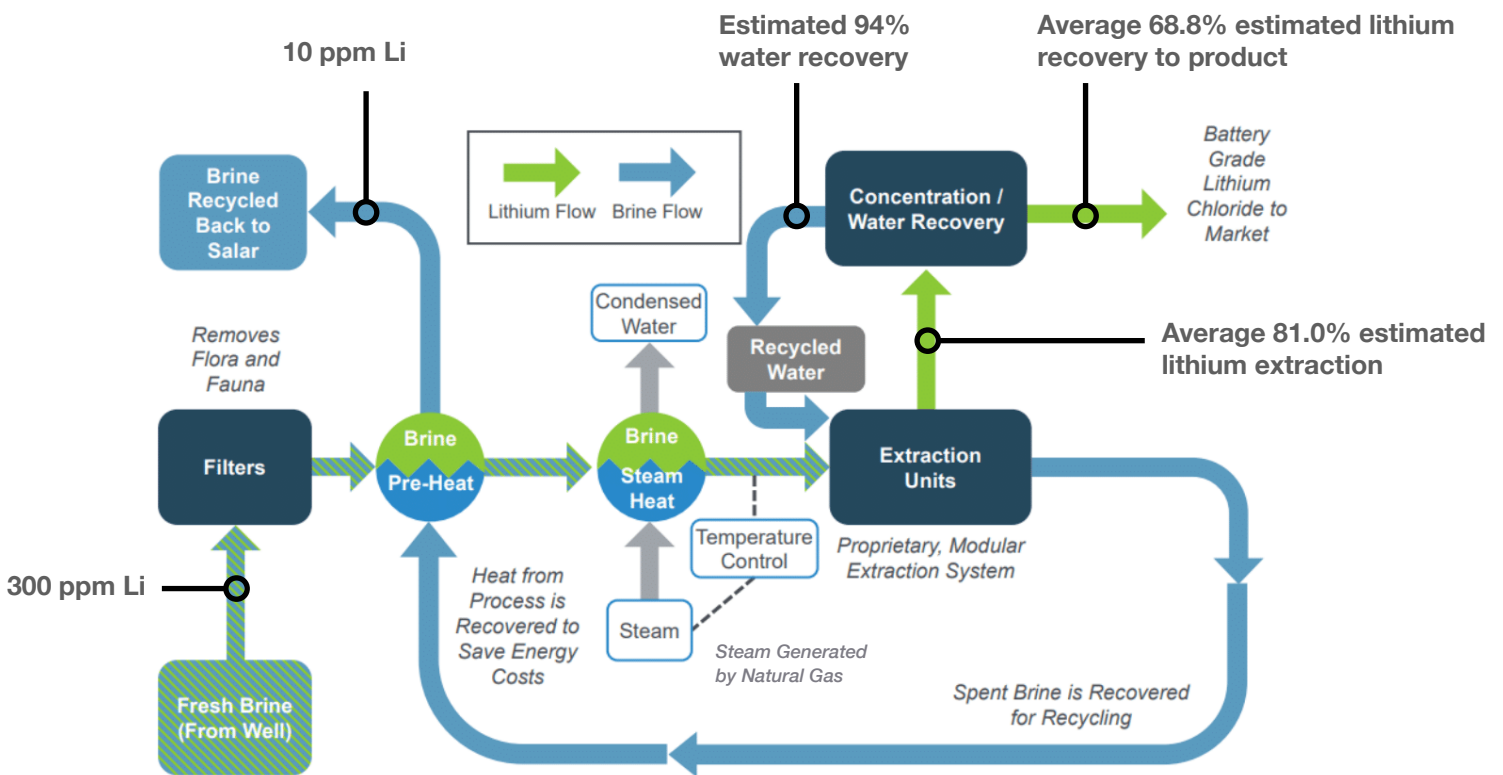 Estimated 94%
water recovery
Average 68.8% estimated lithium
recovery to product
10 ppm Li
Brine
Recycled
Back to
Salar
Lithium Flow
Brine Flow
Concentration /
Water Recovery
Battery
Grade
Lithium
Chloride to
Market
Condensed
Water
Removes
Flora and
Fauna
Recycled
Water
Average 81.0% estimated
lithium extraction
Filters
Brine
Pre-Heat
Brine
Steam
Heat
Extraction
Units
Temperature
Control
Proprietary, Modular
Extraction System
300 ppm Li
Heat from
Process is
Recovered to
Save Energy
Costs
Steam
Steam Generated
by Natural Gas
Fresh Brine
(From Well)
Spent Brine is Recovered
for Recycling